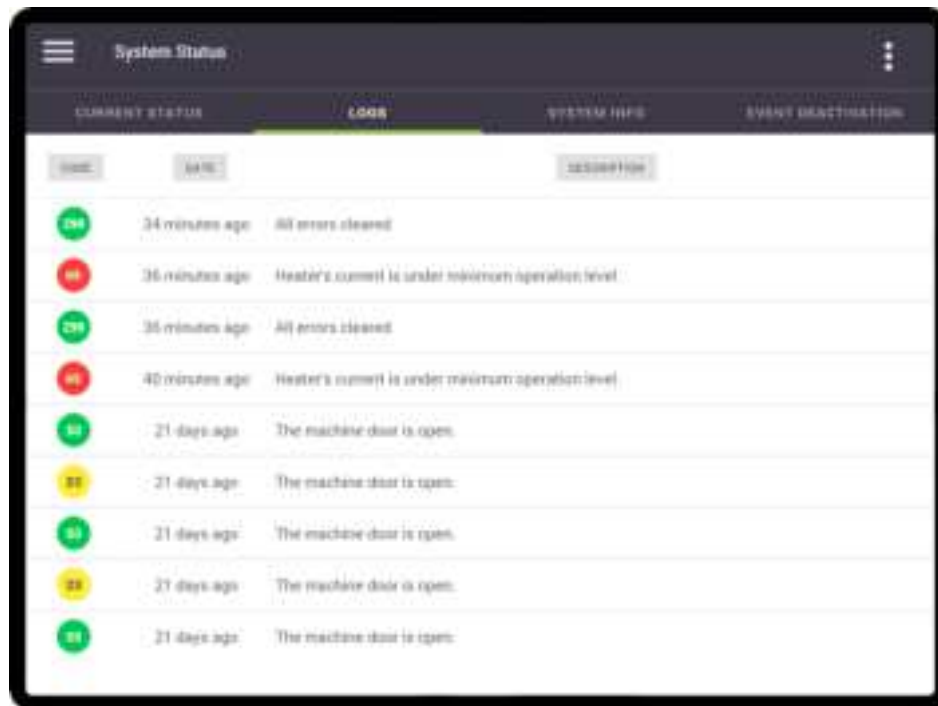 System Status
CURRENT STATUS LOGS SYSTEM INFO EVENT DEACTIVATION
CODE DATE DESCRIPTION
34 minutes ago All errors cleared
36 minutes ago Heater's current is under minimum operation level
All errors cleared
40 minutes ago Heater's current is under minimum operation level
21 days ago The machine door is open.
21 days ago The machine door is open.
21 days ago The machine door is open.
21 days ago The machine door is open.
21 days ago The machine door is open.